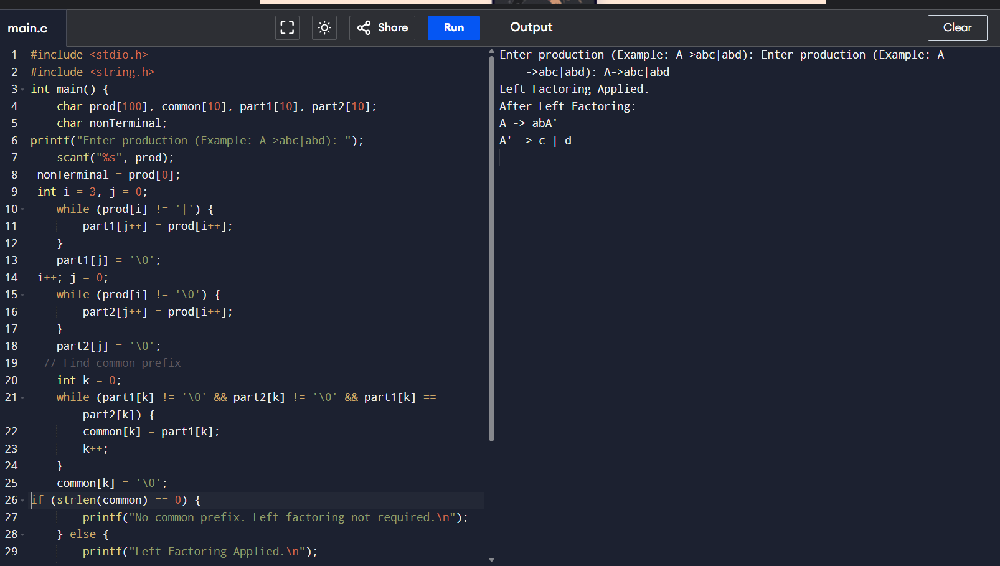 main.c
Share
Run
Output
Clear
1 #include <stdio.h>
2 #include <string.h>
3 int main() {
4 char prod[100], common[10], part1[10], part2[10];
5 char nonTerminal;
6 printf("Enter production (Example: A->abc|abd): ");
7 scanf("%s", prod);
8 nonTerminal = prod[0];
9 int i = 3, j = 0;
10 while (prod[i] != '|') {
11 part1[j++] = prod[i++];
12 }
13 part1[j] = '\0';
14 i++; j = 0;
15 while (prod[i] != '\0') {
16 part2[j++] = prod[i++];
17 }
18 part2[j] = '\0';
19 // Find common prefix
20 int k = 0;
21 while (part1[k] != '\0' && part2[k] != '\0' && part1[k] ==
part2[k]) {
22 common[k] = part1[k];
23 k++;
24 }
25 common[k] = '\0';
26 if (strlen(common) == 0) {
27 printf("No common prefix. Left factoring not required.\n");
28 } else {
29 printf("Left Factoring Applied.\n");
Enter production (Example: A->abc|abd): Enter production (Example: A
->abc|abd): A->abc|abd
Left Factoring Applied.
After Left Factoring:
A -> abA'
A' -> c | d